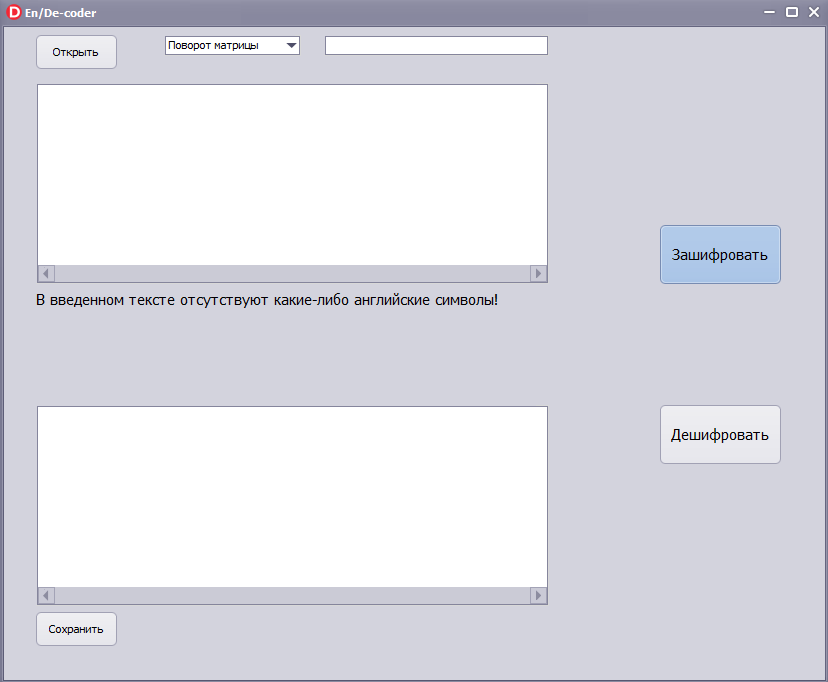 D En/De-coder
Открыть
Поворот матрицы
Зашифровать
В введенном тексте отсутствуют какие-либо английские символы!
Дешифровать
Сохранить